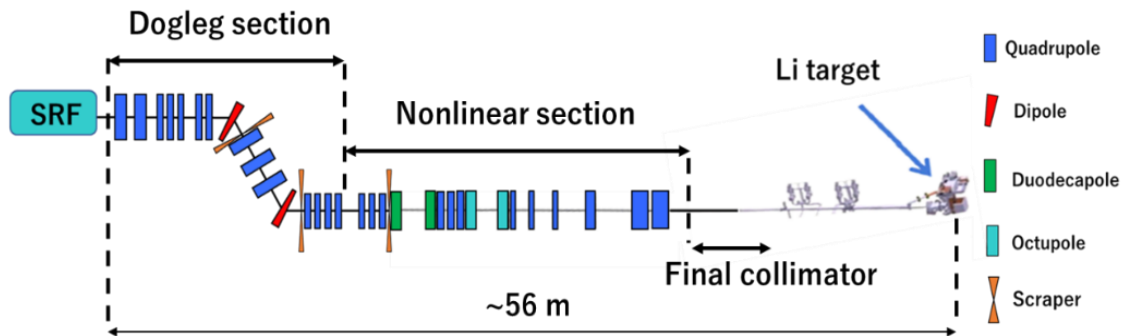 Dogleg section
SRF
Nonlinear section
Li target
Final collimator
~56 m
Quadrupole
Dipole
Duodecapole
Octupole
Scraper